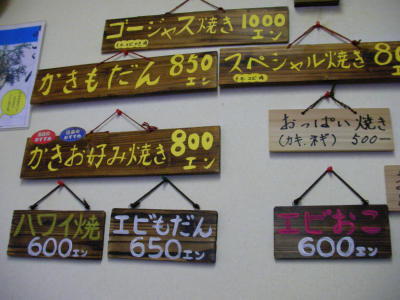 ゴージャス焼き 1000エン
かきもだん 850エン
スペシャル焼き 80
かきお好み焼き 800エン
おっぱい焼き
(カキ、ネギ) 500
ハワイ焼
600エン
エビもだん
650エン
エビおこ
600エン